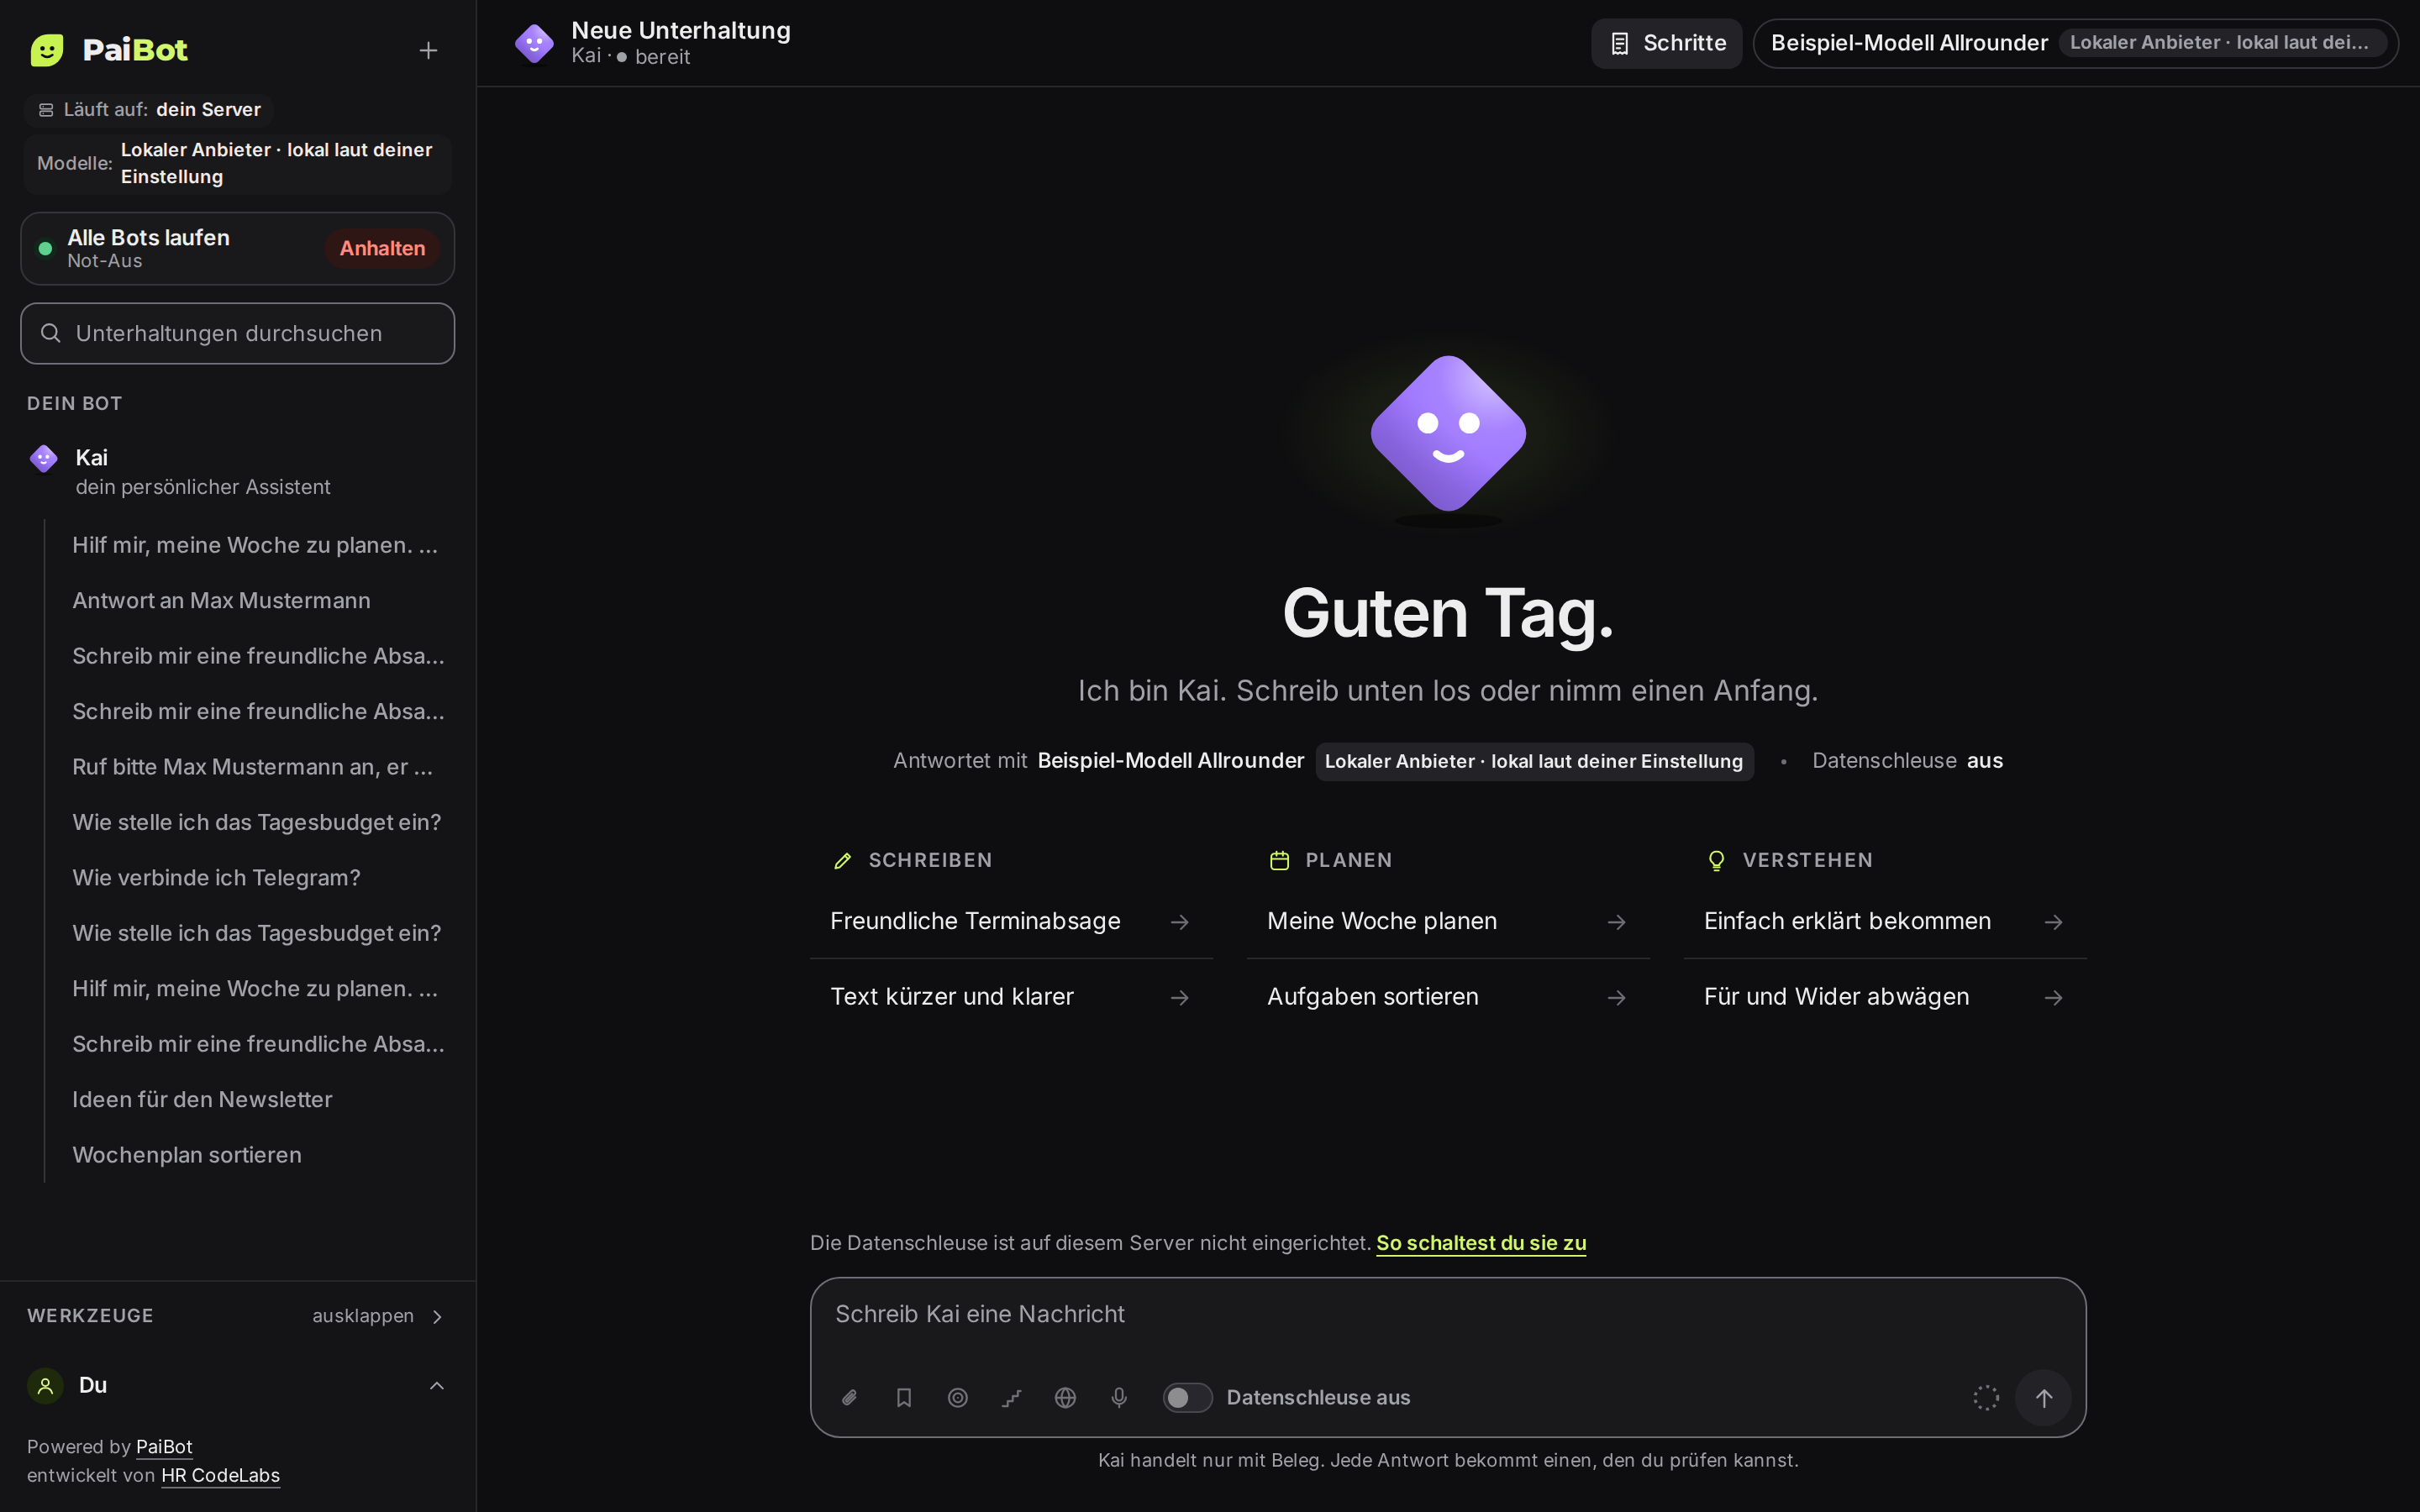 PaiBot
Läuft auf: dein Server
Modelle: Lokaler Anbieter · lokal laut deiner
Einstellung
Alle Bots laufen
Not-Aus
Anhalten
Unterhaltungen durchsuchen
DEIN BOT
Kai
dein persönlicher Assistent
Hilf mir, meine Woche zu planen. ...
Antwort an Max Mustermann
Schreib mir eine freundliche Absa...
Schreib mir eine freundliche Absa...
Ruf bitte Max Mustermann an, er ...
Wie stelle ich das Tagesbudget ein?
Wie verbinde ich Telegram?
Wie stelle ich das Tagesbudget ein?
Hilf mir, meine Woche zu planen. ...
Schreib mir eine freundliche Absa...
Ideen für den Newsletter
Wochenplan sortieren
WERKZEUGE ausklappen
Du
Powered by PaiBot
entwickelt von HR CodeLabs
Neue Unterhaltung
Kai · bereit
Schritte
Beispiel-Modell Allrounder Lokaler Anbieter · lokal laut dei...
Guten Tag.
Ich bin Kai. Schreib unten los oder nimm einen Anfang.
Antwortet mit Beispiel-Modell Allrounder Lokaler Anbieter · lokal laut deiner Einstellung • Datenschleuse aus
SCHREIBEN
Freundliche Terminabsage
Text kürzer und klarer
PLANEN
Meine Woche planen
Aufgaben sortieren
VERSTEHEN
Einfach erklärt bekommen
Für und Wider abwägen
Die Datenschleuse ist auf diesem Server nicht eingerichtet. So schaltest du sie zu
Schreib Kai eine Nachricht
Datenschleuse aus
Kai handelt nur mit Beleg. Jede Antwort bekommt einen, den du prüfen kannst.